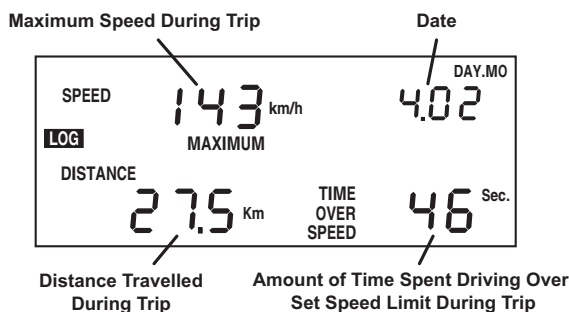 Maximum Speed During Trip
Date
DAY.MO
SPEED 143 km/h 4.02
LOG MAXIMUM
DISTANCE
27.5 Km
TIME
OVER
SPEED
46 Sec.
Distance Travelled
During Trip
Amount of Time Spent Driving Over
Set Speed Limit During Trip